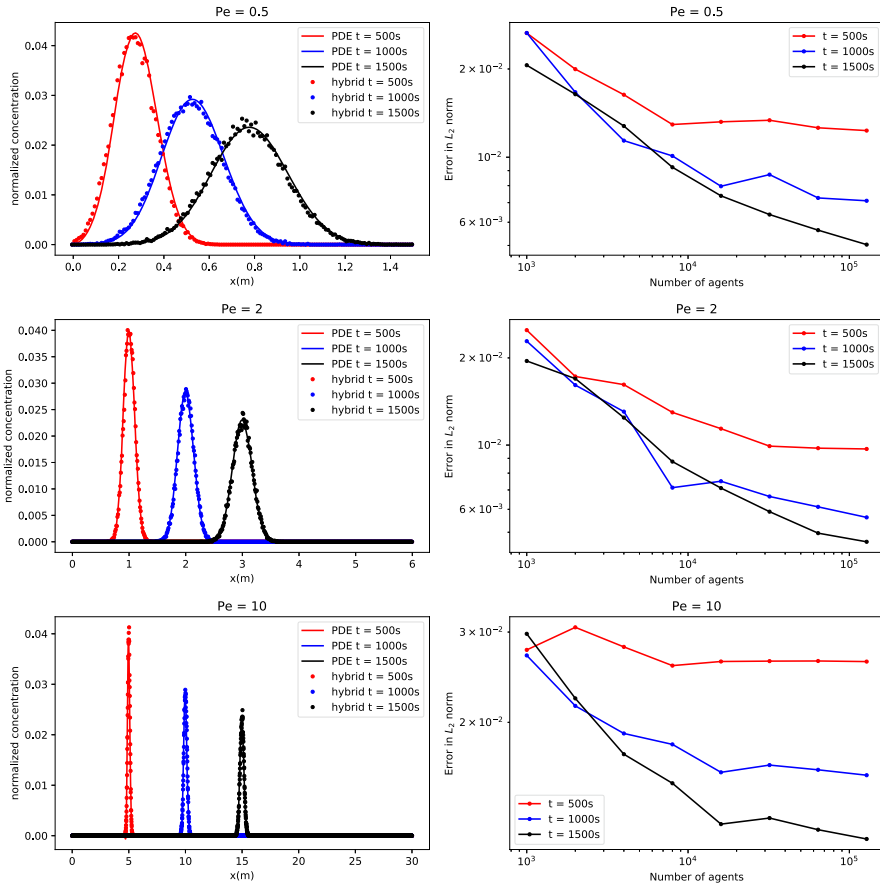 Pe = 0.5
normalized concentration
0.04
0.03
0.02
0.01
0.00
PDE t = 500s
PDE t = 1000s
PDE t = 1500s
hybrid t = 500s
hybrid t = 1000s
hybrid t = 1500s
0.0 0.2 0.4 0.6 0.8 1.0 1.2 1.4
x(m)
Pe = 0.5
Error in L₂ norm
2 × 10⁻²
10⁻²
6 × 10⁻³
t = 500s
t = 1000s
t = 1500s
10³ 10⁴ 10⁵
Number of agents
Pe = 2
normalized concentration
0.040
0.035
0.030
0.025
0.020
0.015
0.010
0.005
0.000
PDE t = 500s
PDE t = 1000s
PDE t = 1500s
hybrid t = 500s
hybrid t = 1000s
hybrid t = 1500s
0 1 2 3 4 5 6
x(m)
Pe = 2
Error in L₂ norm
2 × 10⁻²
10⁻²
6 × 10⁻³
t = 500s
t = 1000s
t = 1500s
10³ 10⁴ 10⁵
Number of agents
Pe = 10
normalized concentration
0.04
0.03
0.02
0.01
0.00
PDE t = 500s
PDE t = 1000s
PDE t = 1500s
hybrid t = 500s
hybrid t = 1000s
hybrid t = 1500s
0 5 10 15 20 25 30
x(m)
Pe = 10
Error in L₂ norm
3 × 10⁻²
2 × 10⁻²
t = 500s
t = 1000s
t = 1500s
10³ 10⁴ 10⁵
Number of agents